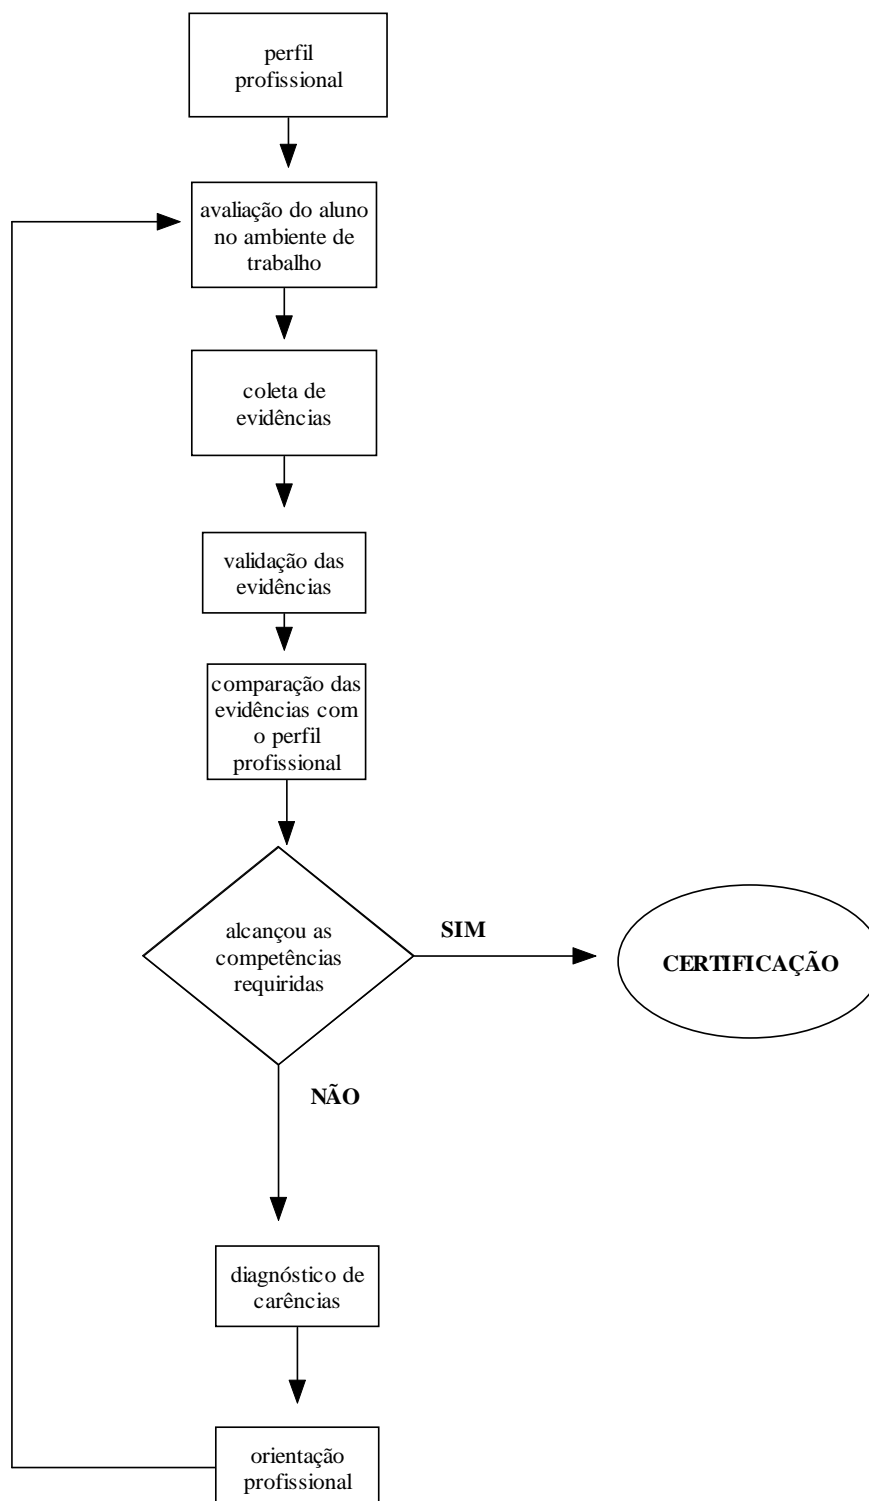 perfil
profissional
avaliação do aluno
no ambiente de
trabalho
coleta de
evidências
validação das
evidências
comparação das
evidências com
o perfil
profissional
alcançou as
competências
requiridas
SIM
CERTIFICAÇÃO
NÃO
diagnóstico de
carências
orientação
profissional